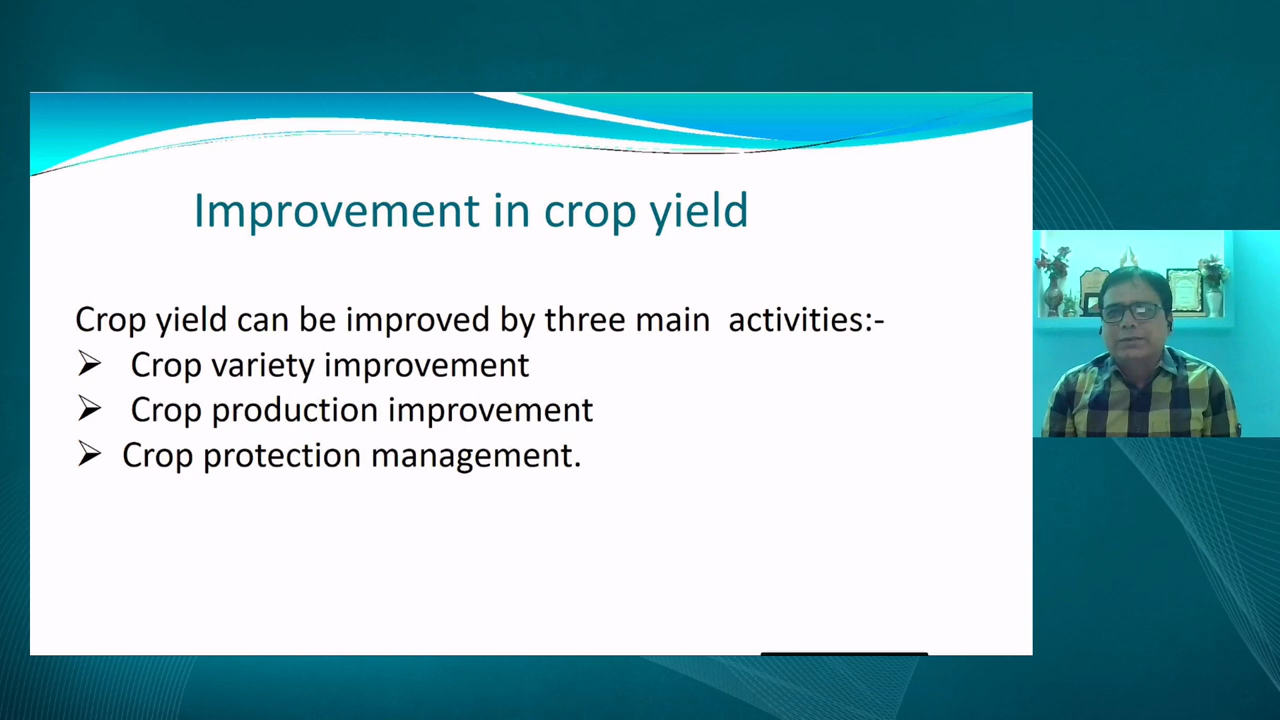 Improvement in crop yield
Crop yield can be improved by three main activities:-
➢ Crop variety improvement
➢ Crop production improvement
➢ Crop protection management.